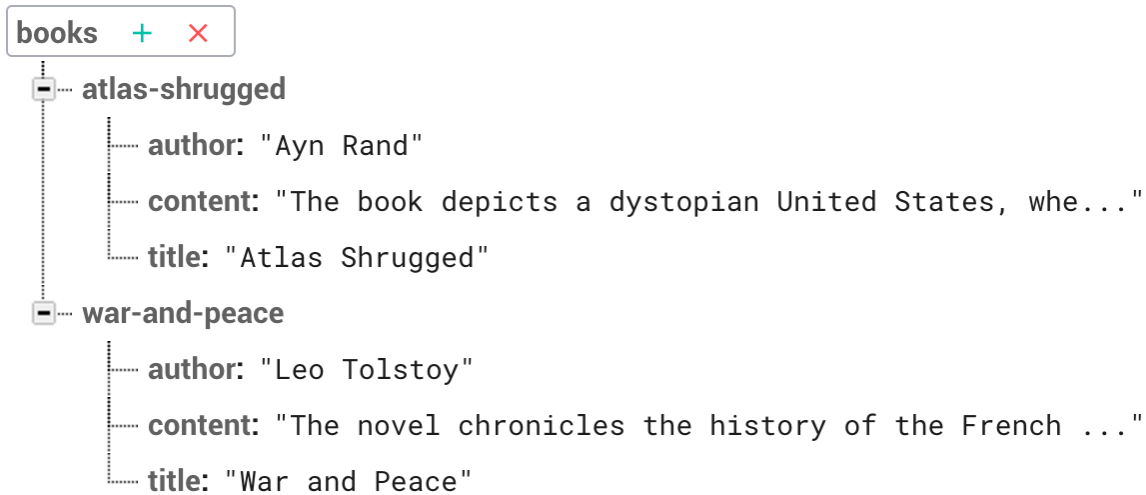 books + ×
atlas-shrugged
author: "Ayn Rand"
content: "The book depicts a dystopian United States, whe..."
title: "Atlas Shrugged"
war-and-peace
author: "Leo Tolstoy"
content: "The novel chronicles the history of the French ..."
title: "War and Peace"